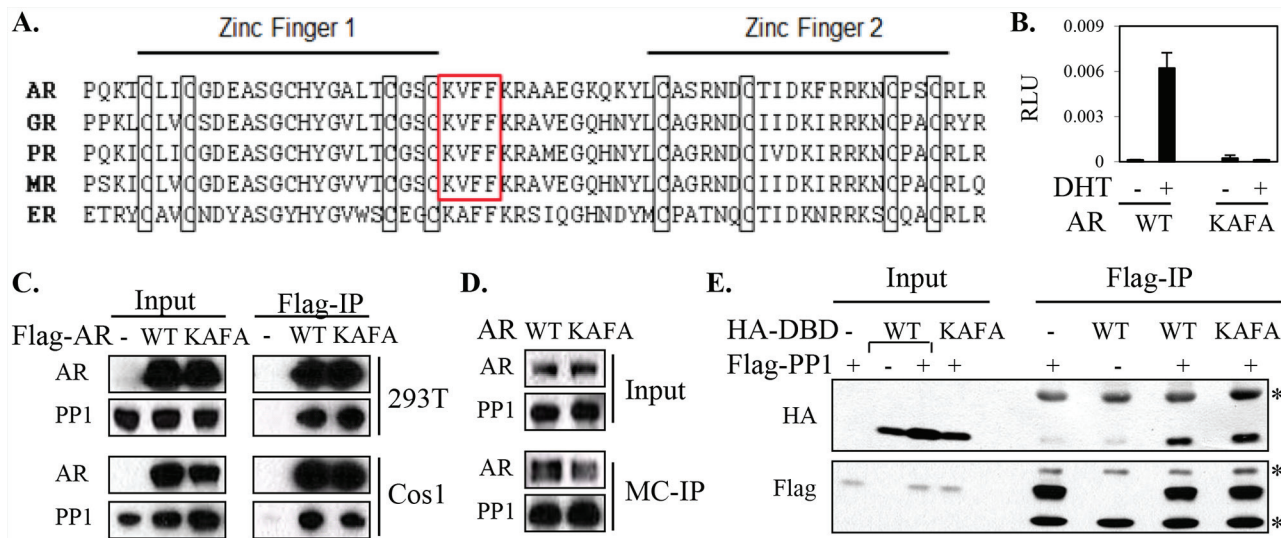 A.
Zinc Finger 1 Zinc Finger 2
AR PQKTCLICGDEASGCHYGALTCGSCKVFFKRAAEGKQKYLCASRNDCTIDKFRRKNCPSCRLR
GR PPKLCLVCSDEASGCHYGVLTCGSCKVFFKRAVEGQHNYLCAGRNDCIIDKIRRKNCPACRYR
PR PQKICLICGDEASGCHYGVLTCGSCKVFFKRAMEGQHNYLCAGRNDCIVDKIRRKNCPACRLR
MR PSKICLVCGDEASGCHYGVVTCGSCKVFFKRAVEGQHNYLCAGRNDCIIDKIRRKNCPACRLQ
ER ETRYCAVCNDYASGYHYGVWSCEGCKAFFKRSIQGHNDYMCPATNQCTIDKNRRKSCQACRLR
B.
RLU
0.009
0.006
0.003
0
DHT - + - +
AR WT KAFA
C.
Input Flag-IP
Flag-AR - WT KAFA - WT KAFA
AR
PP1
293T
AR
PP1
Cos1
D.
AR WT KAFA
AR
PP1
Input
AR
PP1
MC-IP
E.
Input Flag-IP
HA-DBD - WT KAFA - WT WT KAFA
Flag-PP1 + - + + + - + +
HA *
Flag *
*